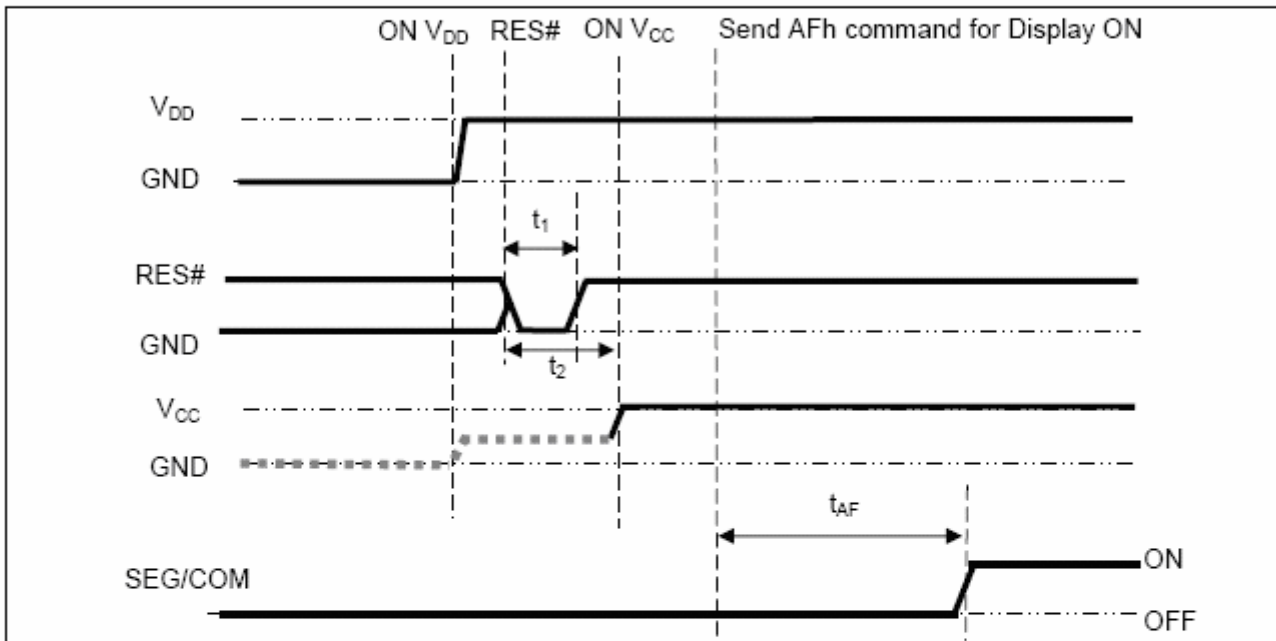 ON VDD RES# ON VCC Send AFh command for Display ON
VDD
GND
t1
RES#
GND
t2
VCC
GND
tAF
SEG/COM
ON
OFF